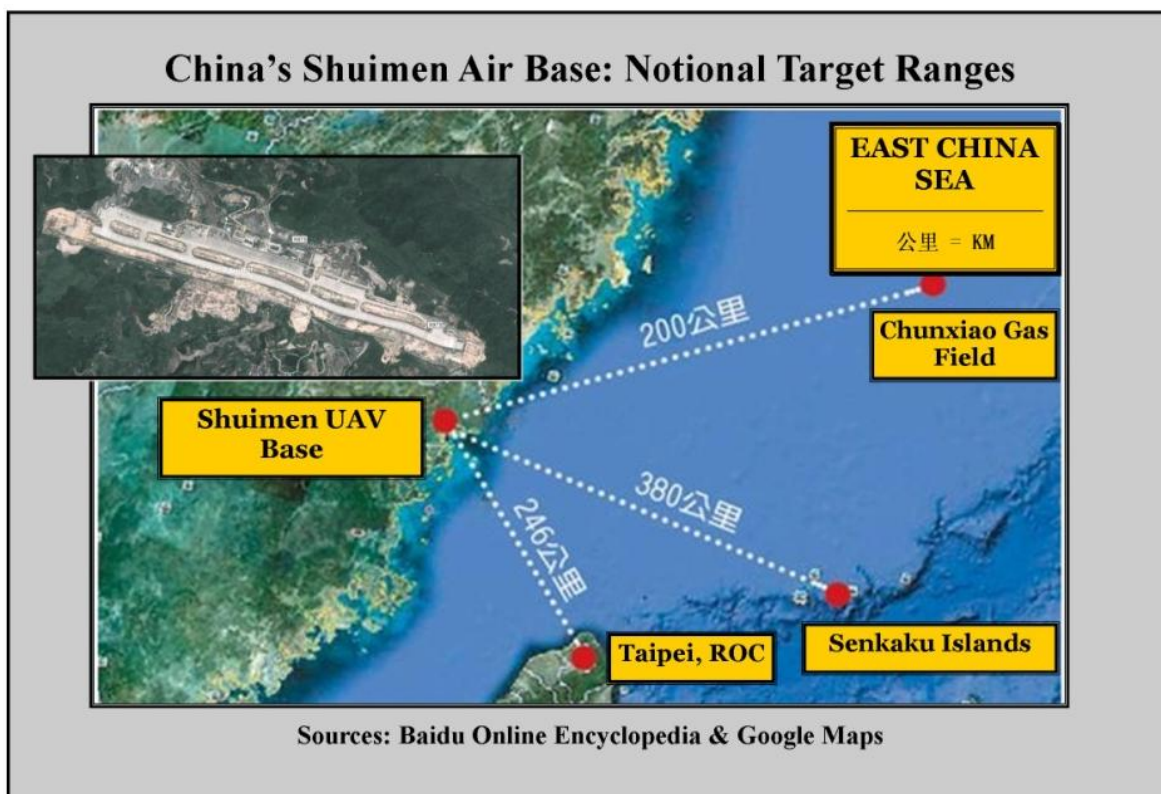 China's Shuimen Air Base: Notional Target Ranges
EAST CHINA
SEA
公里 = KM
200公里
Chunxiao Gas
Field
Shuimen UAV
Base
380公里
246公里
Taipei, ROC
Senkaku Islands
Sources: Baidu Online Encyclopedia & Google Maps